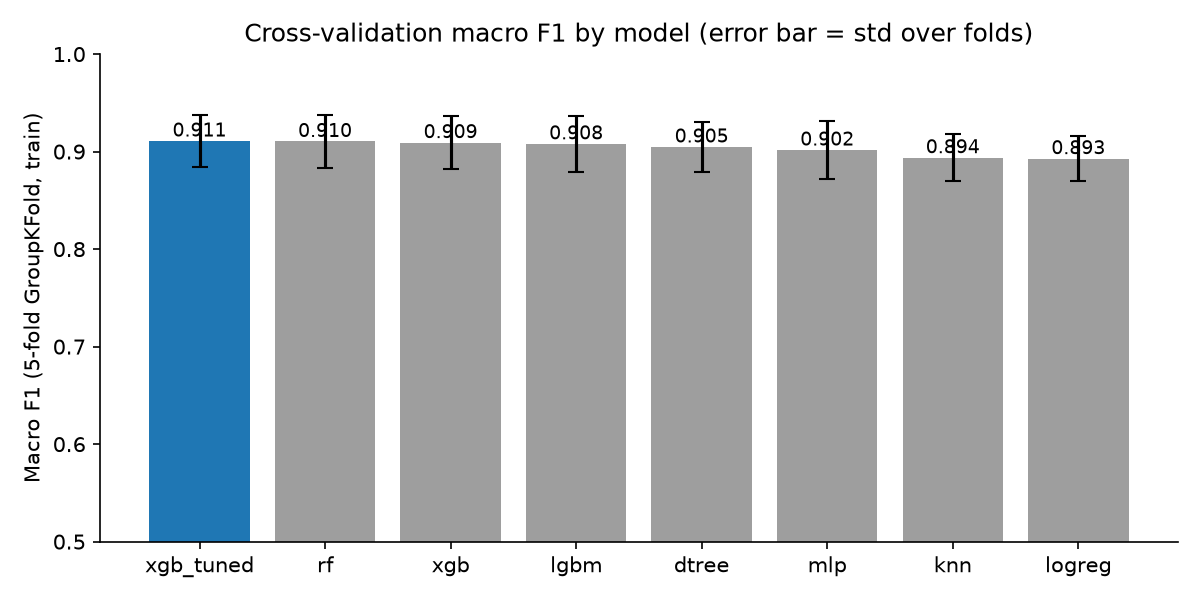 Cross-validation macro F1 by model (error bar = std over folds)
Macro F1 (5-fold GroupKFold, train)
1.0
0.9
0.8
0.7
0.6
0.5
0.911
0.910
0.909
0.908
0.905
0.902
0.894
0.893
xgb_tuned
rf
xgb
lgbm
dtree
mlp
knn
logreg